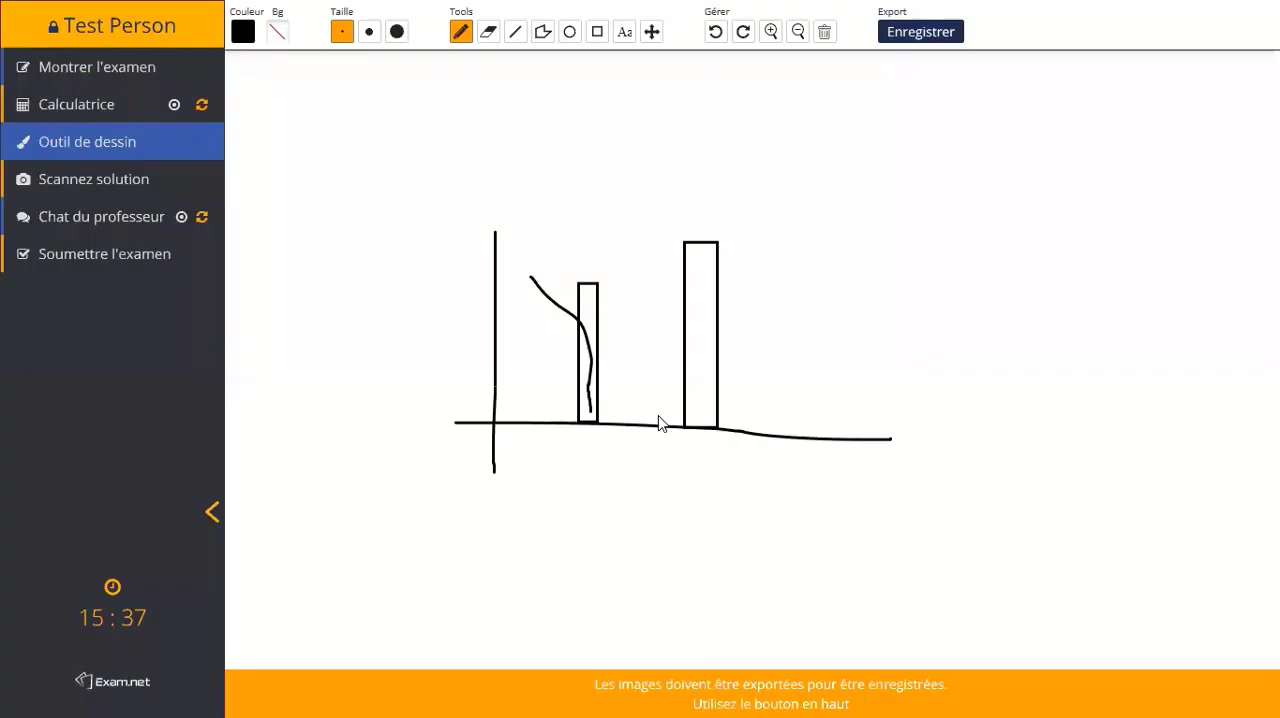 Test Person
Couleur Bg Taille Tools Gérer Export
Aa Enregistrer
Montrer l'examen
Calculatrice
Outil de dessin
Scannez solution
Chat du professeur
Soumettre l'examen
15 : 37
Exam.net
Les images doivent être exportées pour être enregistrées.
Utilisez le bouton en haut